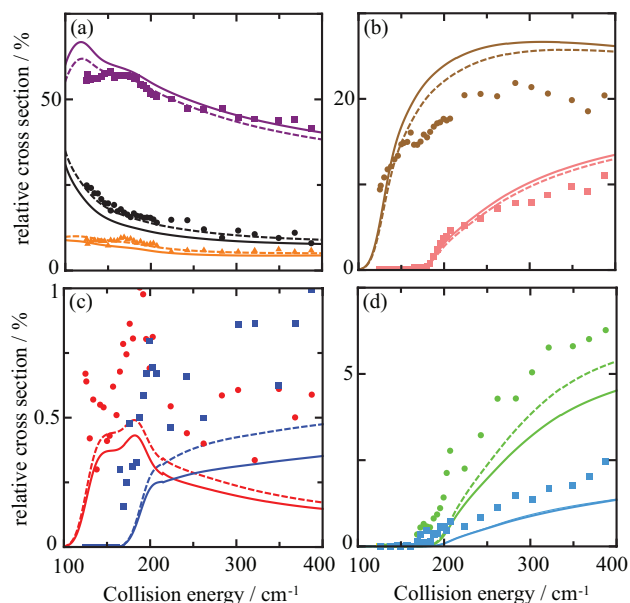 (a)
(b)
50
20
10
0
0
relative cross section / %
(c)
(d)
1
5
0.5
0
0
relative cross section / %
100
200
300
400
100
200
300
400
Collision energy / cm-1
Collision energy / cm-1